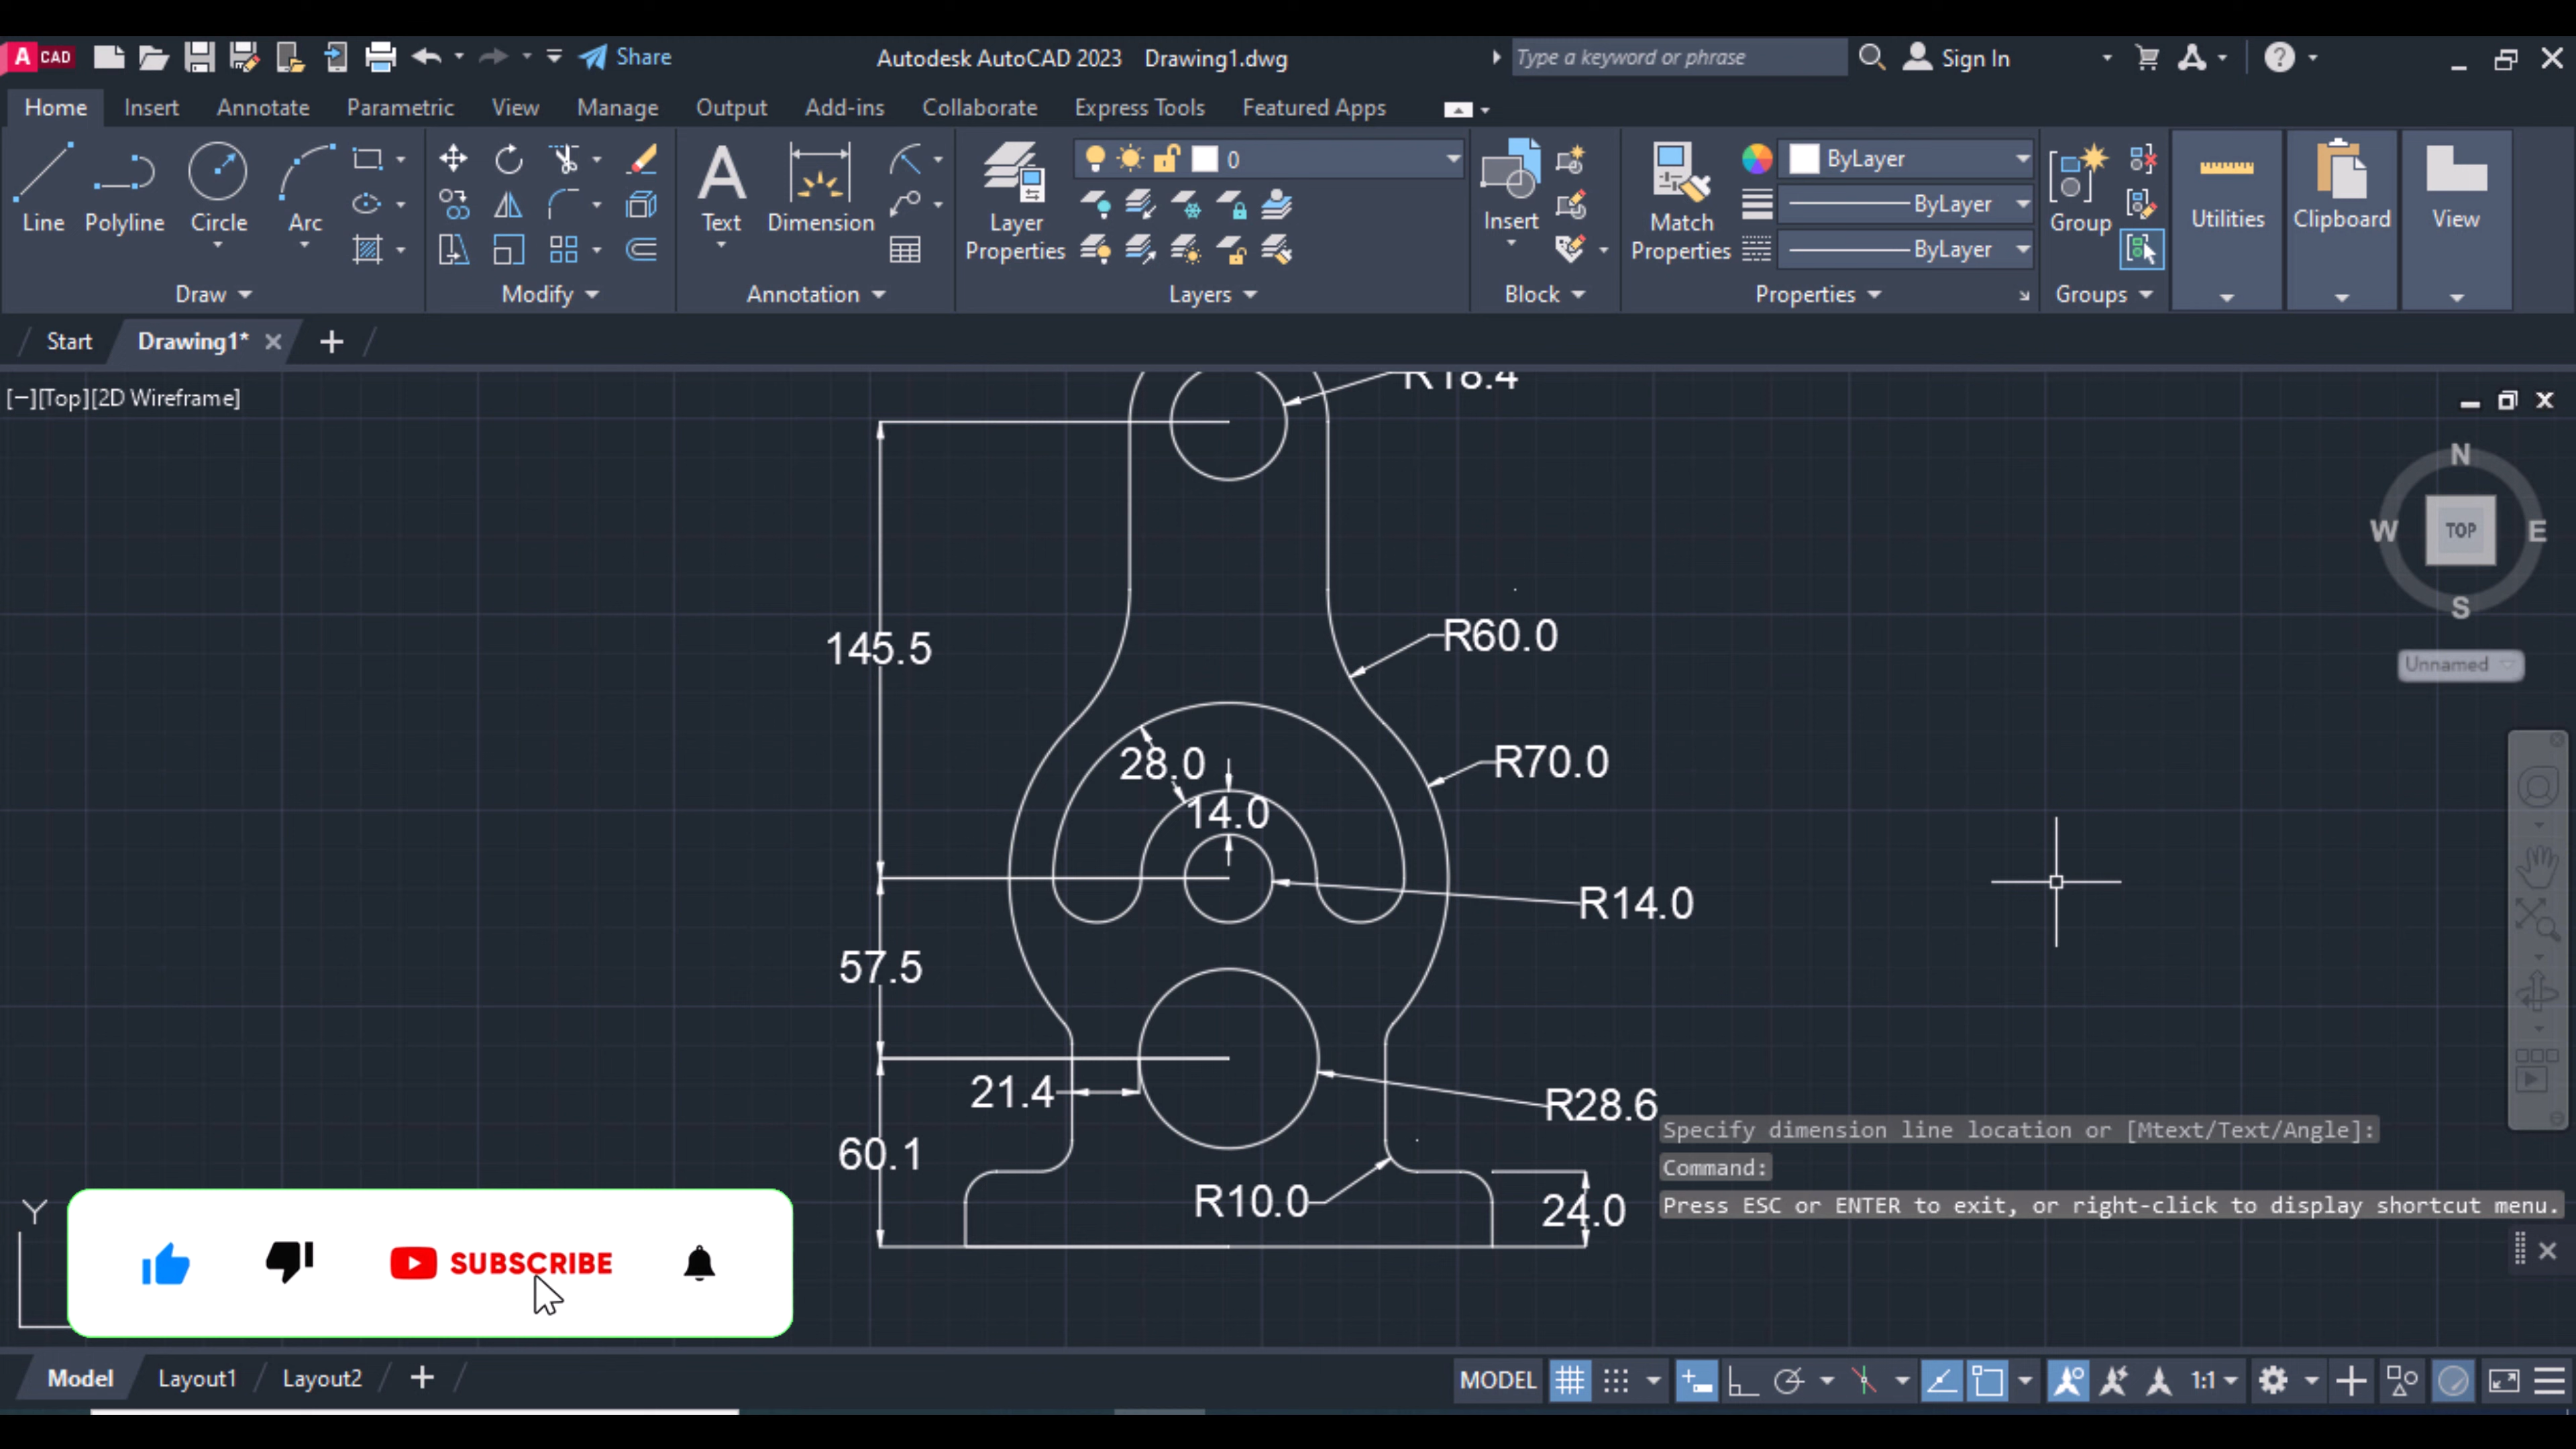 A CAD Share Autodesk AutoCAD 2023 Drawing1.dwg Type a keyword or phrase Sign In
Home Insert Annotate Parametric View Manage Output Add-ins Collaborate Express Tools Featured Apps
Line Polyline Circle Arc
Text Dimension
Layer Properties
0
Insert
Match Properties
ByLayer
ByLayer
ByLayer
Group
Utilities Clipboard View
Draw Modify Annotation Layers Block Properties Groups
Start Drawing1*
[−][Top][2D Wireframe]
R18.4
N
W TOP E
S
Unnamed
145.5
R60.0
R70.0
28.0
14.0
R14.0
57.5
21.4
R28.6
60.1
R10.0
24.0
Specify dimension line location or [Mtext/Text/Angle]:
Command:
Press ESC or ENTER to exit, or right-click to display shortcut menu.
Y
SUBSCRIBE
Model Layout1 Layout2 MODEL 1:1